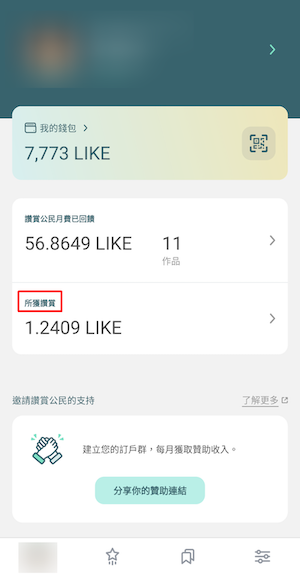 我的錢包
7,773 LIKE
讚賞公民月費已回饋
56.8649 LIKE
11
作品
所獲讚賞
1.2409 LIKE
邀請讚賞公民的支持
了解更多
建立您的訂戶群，每月獲取贊助收入。
分享你的贊助連結